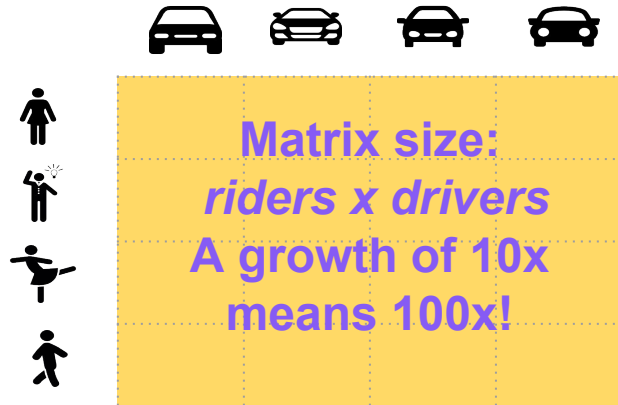 Matrix size:
riders x drivers
A growth of 10x
means 100x!